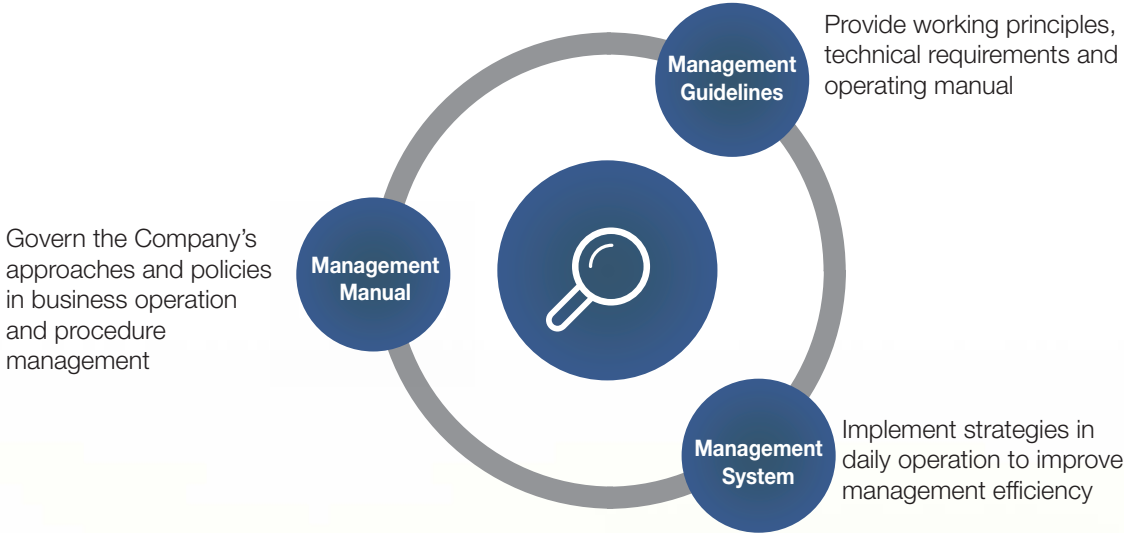 Provide working principles,
technical requirements and
operating manual
Management
Guidelines
Govern the Company’s
approaches and policies
in business operation
and procedure
management
Management
Manual
Management
System
Implement strategies in
daily operation to improve
management efficiency